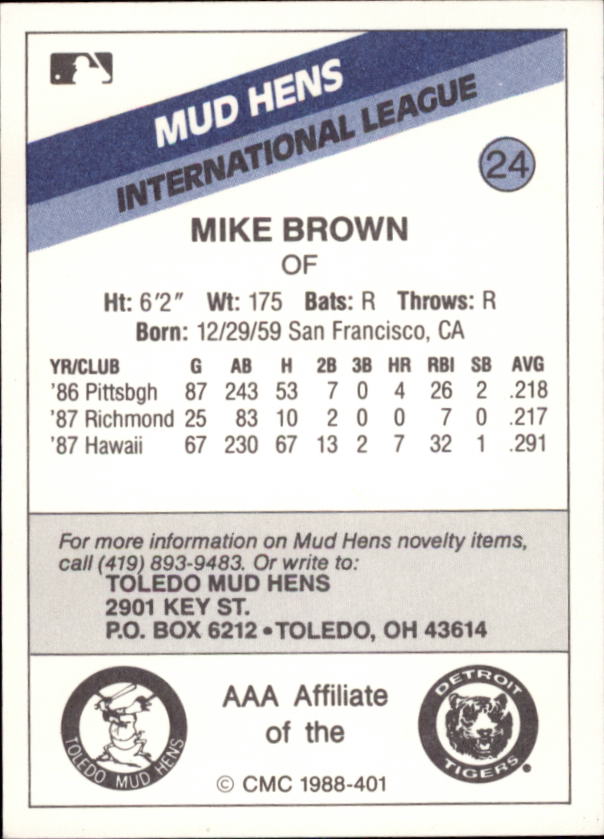 MUD HENS
INTERNATIONAL LEAGUE
24
MIKE BROWN
OF
Ht: 6'2" Wt: 175 Bats: R Throws: R
Born: 12/29/59 San Francisco, CA
YR/CLUB G AB H 2B 3B HR RBI SB AVG
'86 Pittsbgh 87 243 53 7 0 4 26 2 .218
'87 Richmond 25 83 10 2 0 0 7 0 .217
'87 Hawaii 67 230 67 13 2 7 32 1 .291
For more information on Mud Hens novelty items,
call (419) 893-9483. Or write to:
TOLEDO MUD HENS
2901 KEY ST.
P.O. BOX 6212 • TOLEDO, OH 43614
TOLEDO MUD HENS
AAA Affiliate
of the
© CMC 1988-401
DETROIT
TIGERS